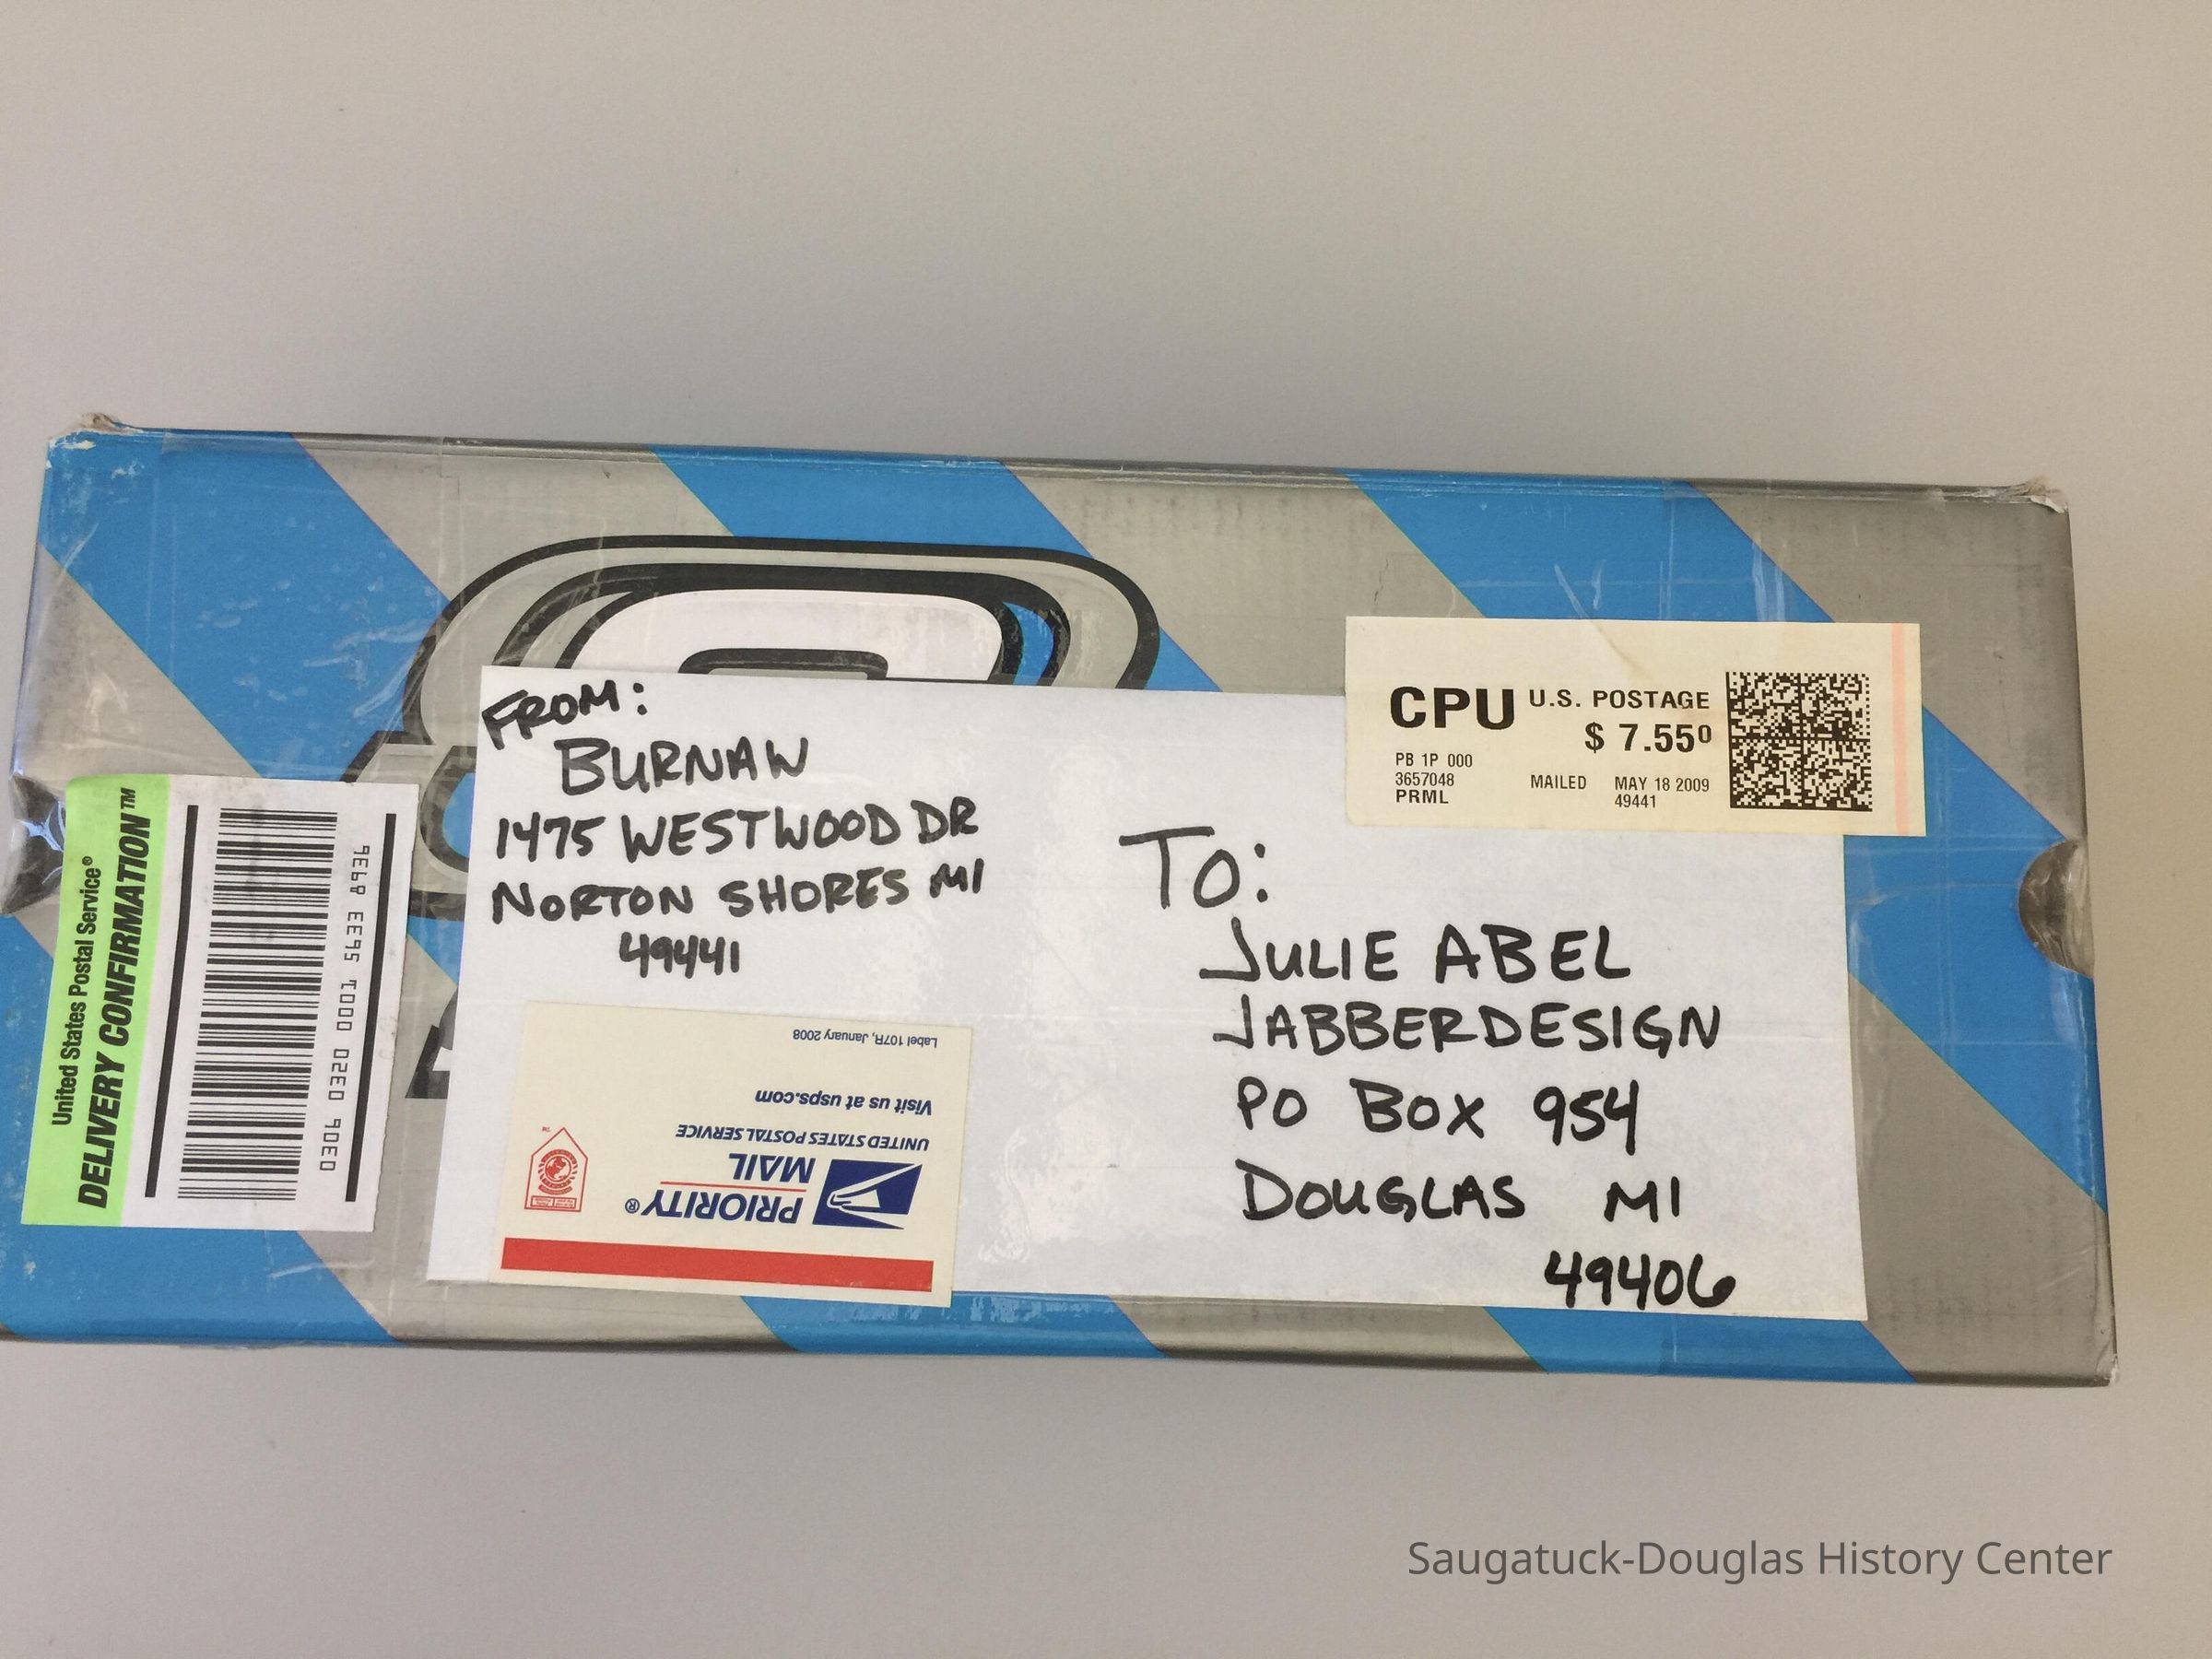 FROM:
BURNAW
1475 WESTWOOD DR
NORTON SHORES MI
49441
CPU U.S. POSTAGE
$ 7.55⁰
PB 1P 000
3657048
PRML
MAILED MAY 18 2009
49441
TO:
JULIE ABEL
JABBERDESIGN
PO BOX 954
DOUGLAS MI
49406
United States Postal Service®
DELIVERY CONFIRMATION™
0306 0320 0001 5633 8936
PRIORITY®
MAIL
UNITED STATES POSTAL SERVICE
Visit us at usps.com
Label 107R, January 2008
Saugatuck-Douglas History Center